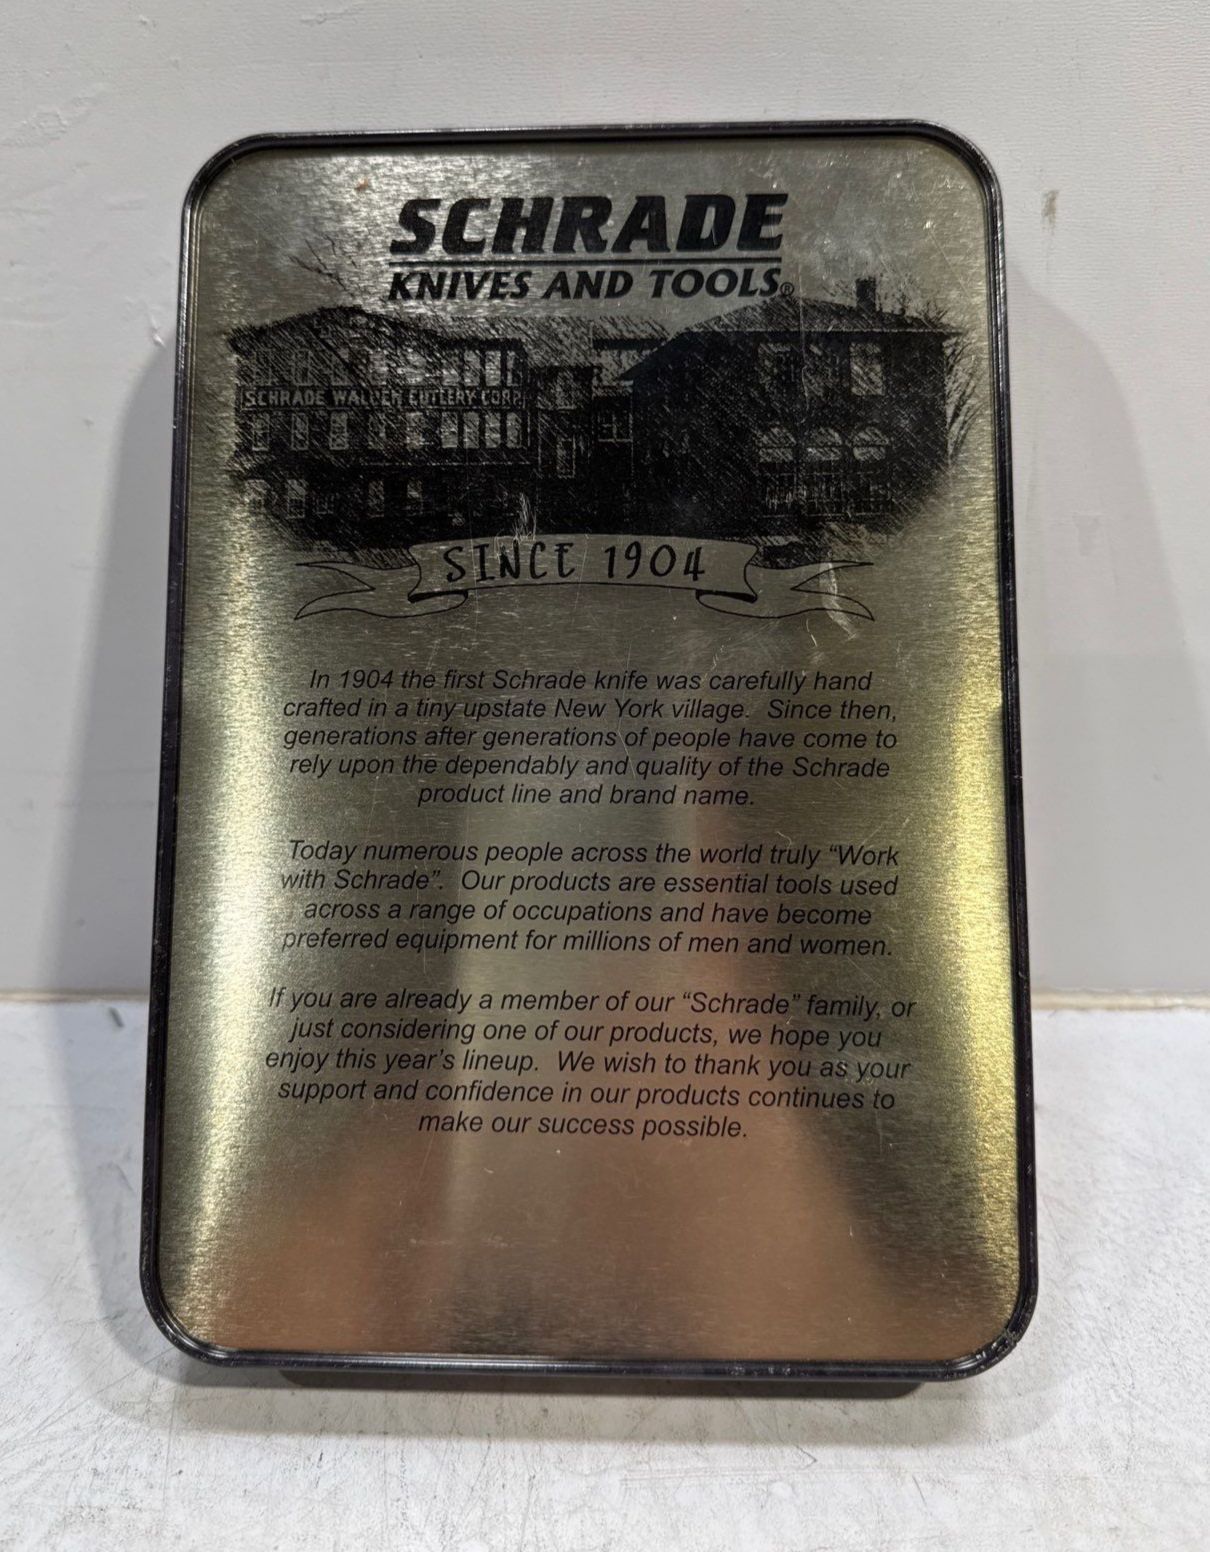 SCHRADE
KNIVES AND TOOLS®
SCHRADE WALDEN CUTLERY CORP.
SINCE 1904
In 1904 the first Schrade knife was carefully hand
crafted in a tiny upstate New York village. Since then,
generations after generations of people have come to
rely upon the dependably and quality of the Schrade
product line and brand name.
Today numerous people across the world truly “Work
with Schrade”. Our products are essential tools used
across a range of occupations and have become
preferred equipment for millions of men and women.
If you are already a member of our “Schrade” family, or
just considering one of our products, we hope you
enjoy this year’s lineup. We wish to thank you as your
support and confidence in our products continues to
make our success possible.